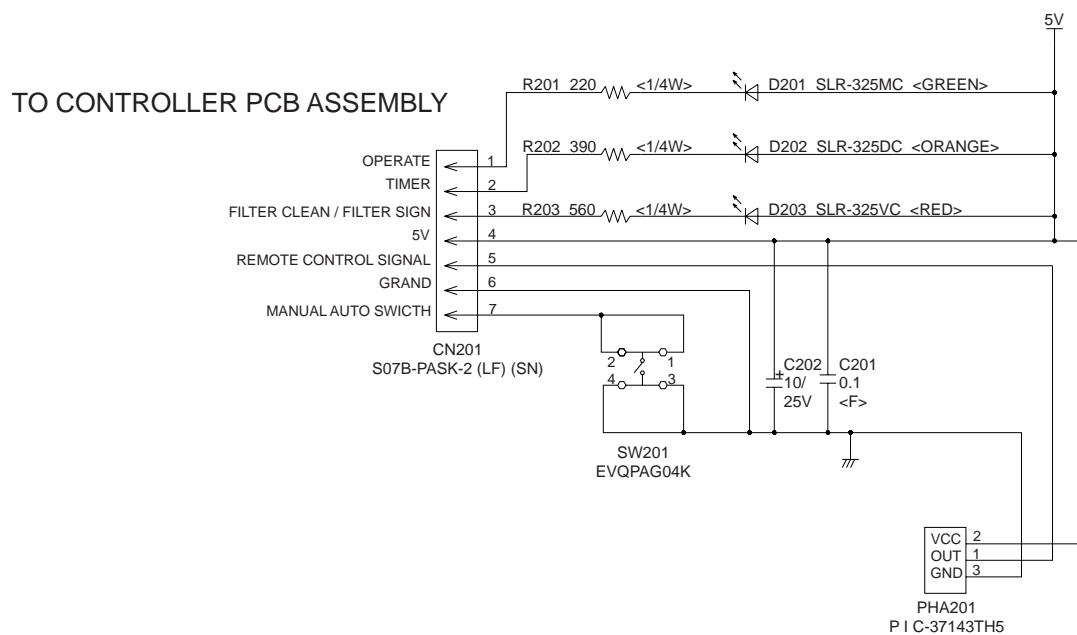 5V
R201 220 <1/4W> D201 SLR-325MC <GREEN>
TO CONTROLLER PCB ASSEMBLY
R202 390 <1/4W> D202 SLR-325DC <ORANGE>
OPERATE 1
TIMER 2
FILTER CLEAN / FILTER SIGN 3 R203 560 <1/4W> D203 SLR-325VC <RED>
5V 4
REMOTE CONTROL SIGNAL 5
GRAND 6
MANUAL AUTO SWICTH 7
CN201
S07B-PASK-2 (LF) (SN)
2 1
4 3
SW201
EVQPAG04K
+
C202
10/
25V
C201
0.1
<F>
VCC 2
OUT 1
GND 3
PHA201
P I C-37143TH5